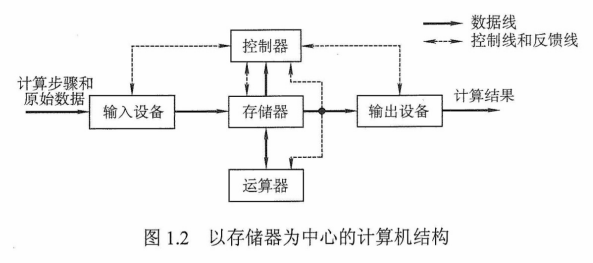 控制器
数据线
控制线和反馈线
计算步骤和
原始数据
输入设备
存储器
输出设备
计算结果
运算器
图 1.2 以存储器为中心的计算机结构